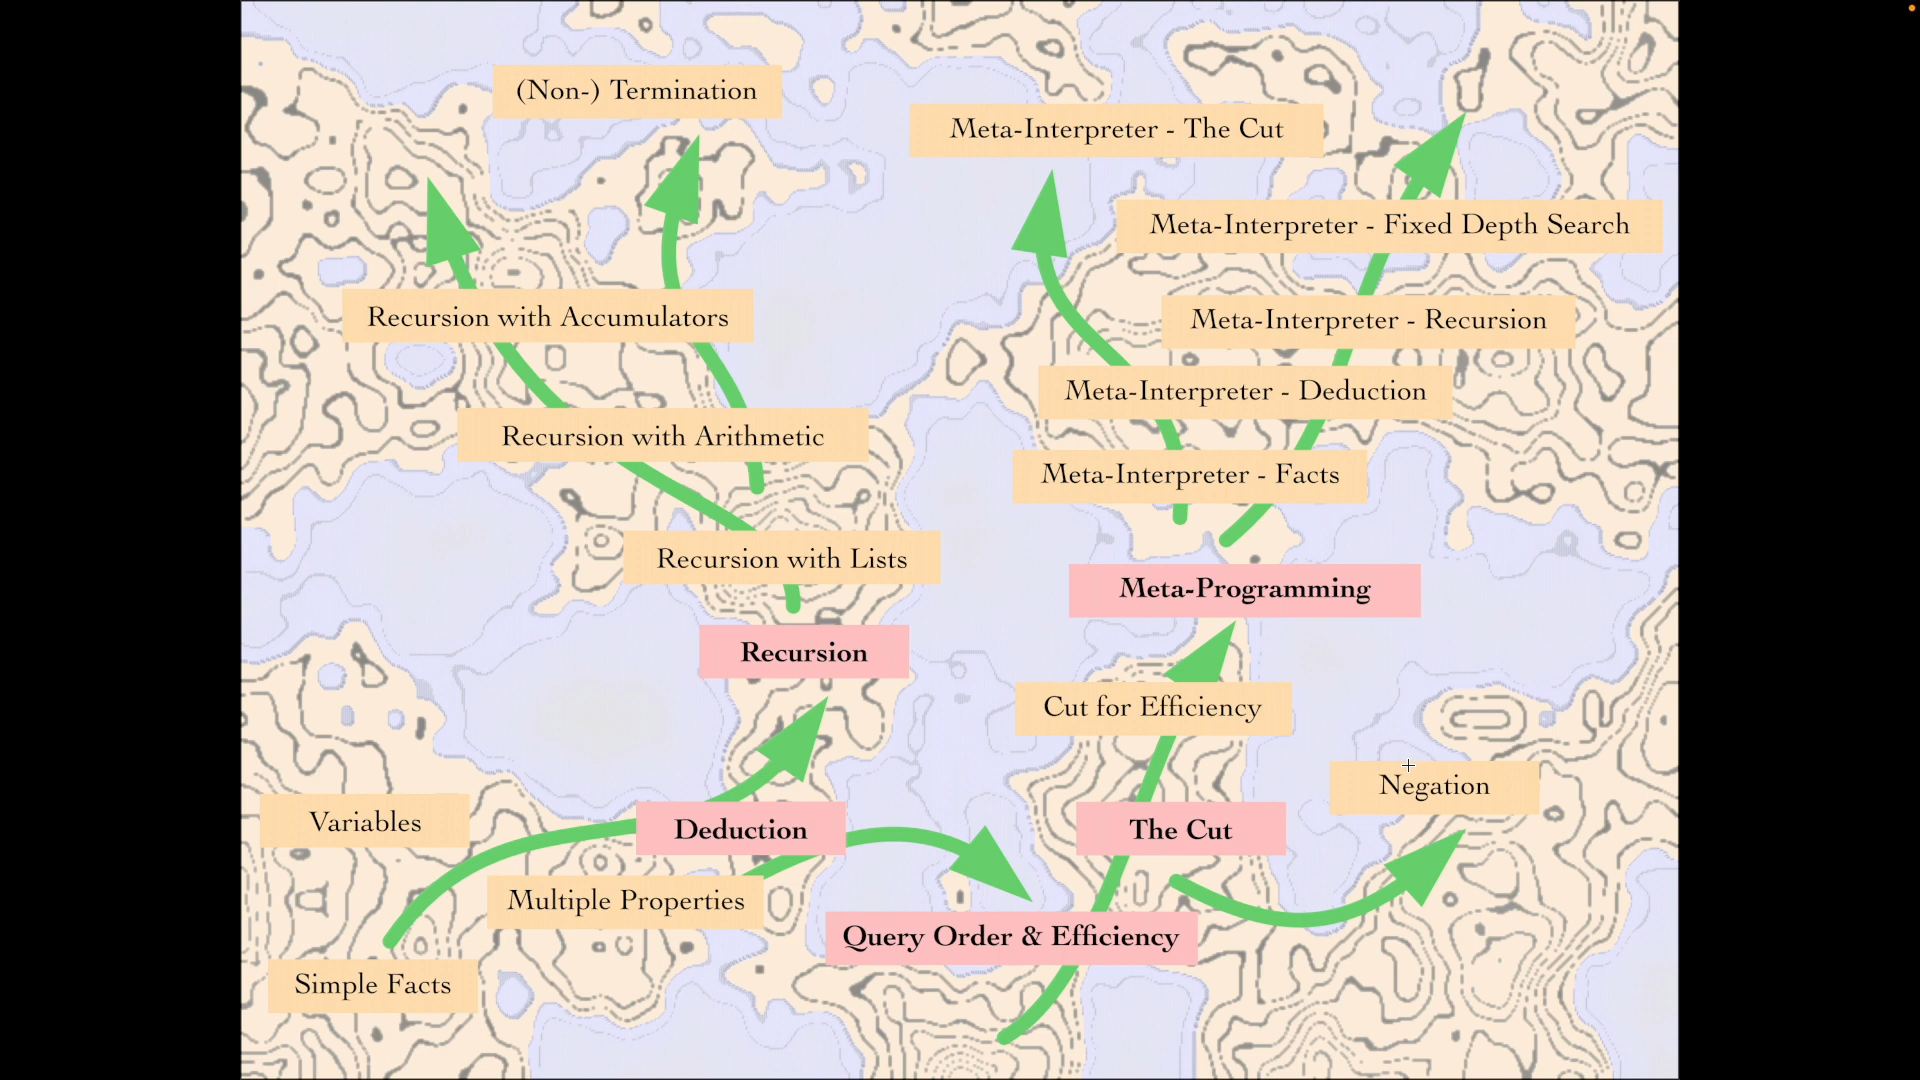 (Non-) Termination
Meta-Interpreter - The Cut
Meta-Interpreter - Fixed Depth Search
Recursion with Accumulators
Meta-Interpreter - Recursion
Meta-Interpreter - Deduction
Recursion with Arithmetic
Meta-Interpreter - Facts
Recursion with Lists
Meta-Programming
Recursion
Cut for Efficiency
Negation
Variables
Deduction
The Cut
Multiple Properties
Query Order & Efficiency
Simple Facts